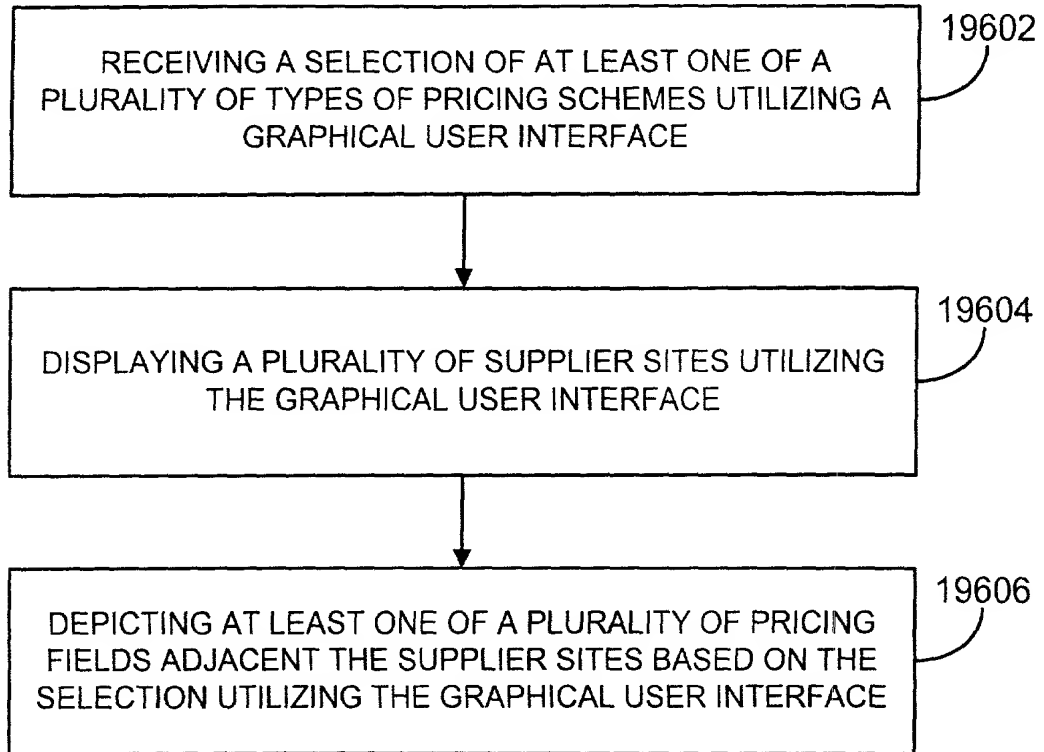 19602
RECEIVING A SELECTION OF AT LEAST ONE OF A
PLURALITY OF TYPES OF PRICING SCHEMES UTILIZING A
GRAPHICAL USER INTERFACE
19604
DISPLAYING A PLURALITY OF SUPPLIER SITES UTILIZING
THE GRAPHICAL USER INTERFACE
19606
DEPICTING AT LEAST ONE OF A PLURALITY OF PRICING
FIELDS ADJACENT THE SUPPLIER SITES BASED ON THE
SELECTION UTILIZING THE GRAPHICAL USER INTERFACE